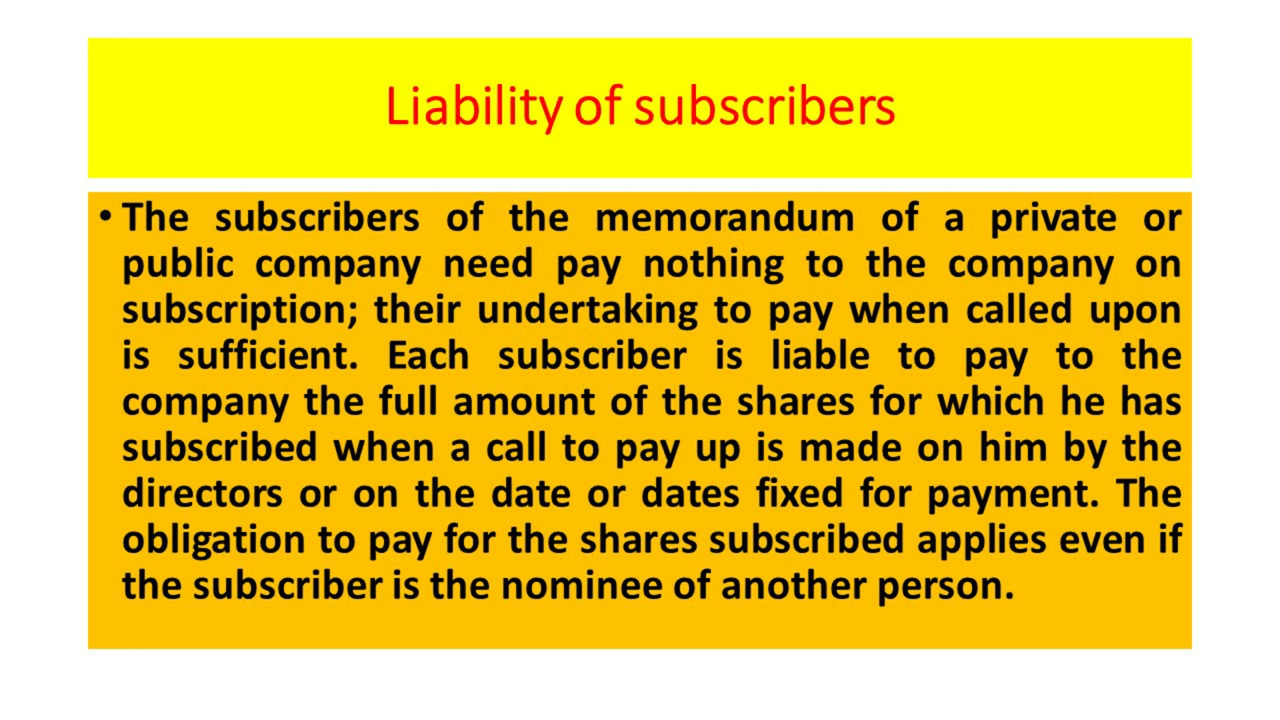 Liability of subscribers
• The subscribers of the memorandum of a private or
public company need pay nothing to the company on
subscription; their undertaking to pay when called upon
is sufficient. Each subscriber is liable to pay to the
company the full amount of the shares for which he has
subscribed when a call to pay up is made on him by the
directors or on the date or dates fixed for payment. The
obligation to pay for the shares subscribed applies even if
the subscriber is the nominee of another person.